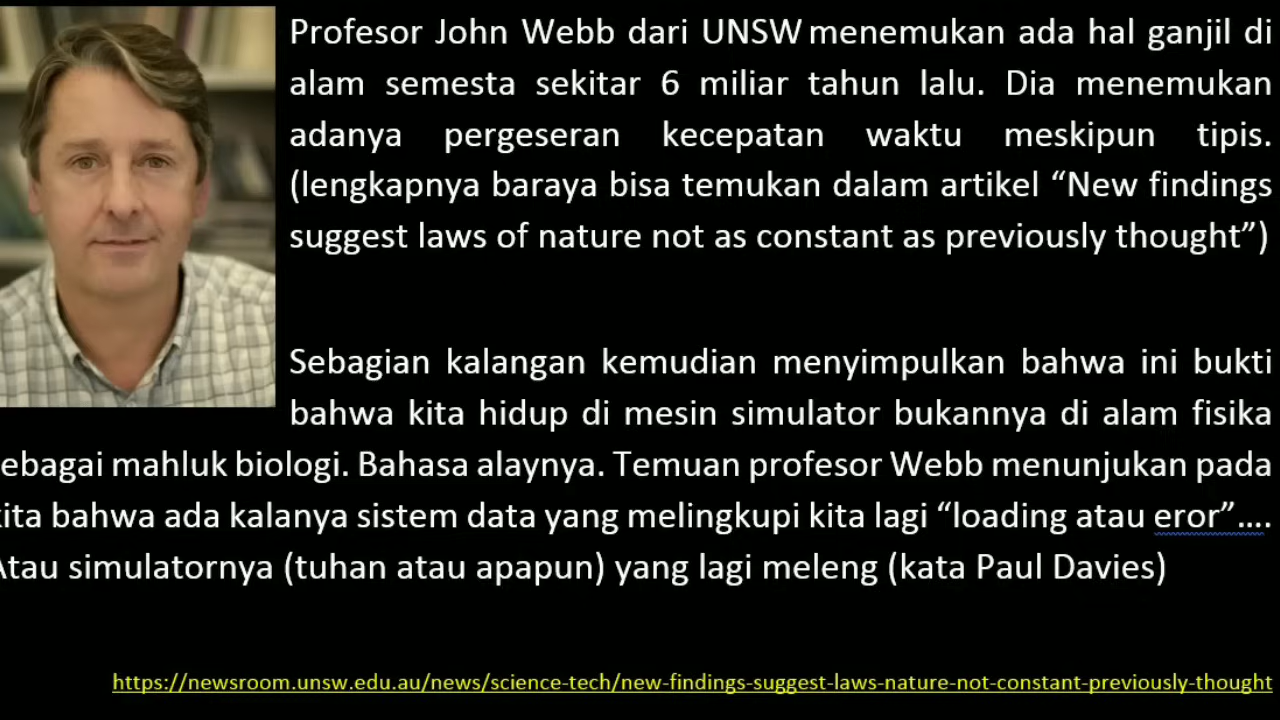 Profesor John Webb dari UNSW menemukan ada hal ganjil di
alam semesta sekitar 6 miliar tahun lalu. Dia menemukan
adanya pergeseran kecepatan waktu meskipun tipis.
(lengkapnya baraya bisa temukan dalam artikel “New findings
suggest laws of nature not as constant as previously thought”)
Sebagian kalangan kemudian menyimpulkan bahwa ini bukti
bahwa kita hidup di mesin simulator bukannya di alam fisika
ebagai mahluk biologi. Bahasa alaynya. Temuan profesor Webb menunjukan pada
kita bahwa ada kalanya sistem data yang melingkupi kita lagi “loading atau eror”….
Atau simulatornya (tuhan atau apapun) yang lagi meleng (kata Paul Davies)
https://newsroom.unsw.edu.au/news/science-tech/new-findings-suggest-laws-nature-not-constant-previously-thought